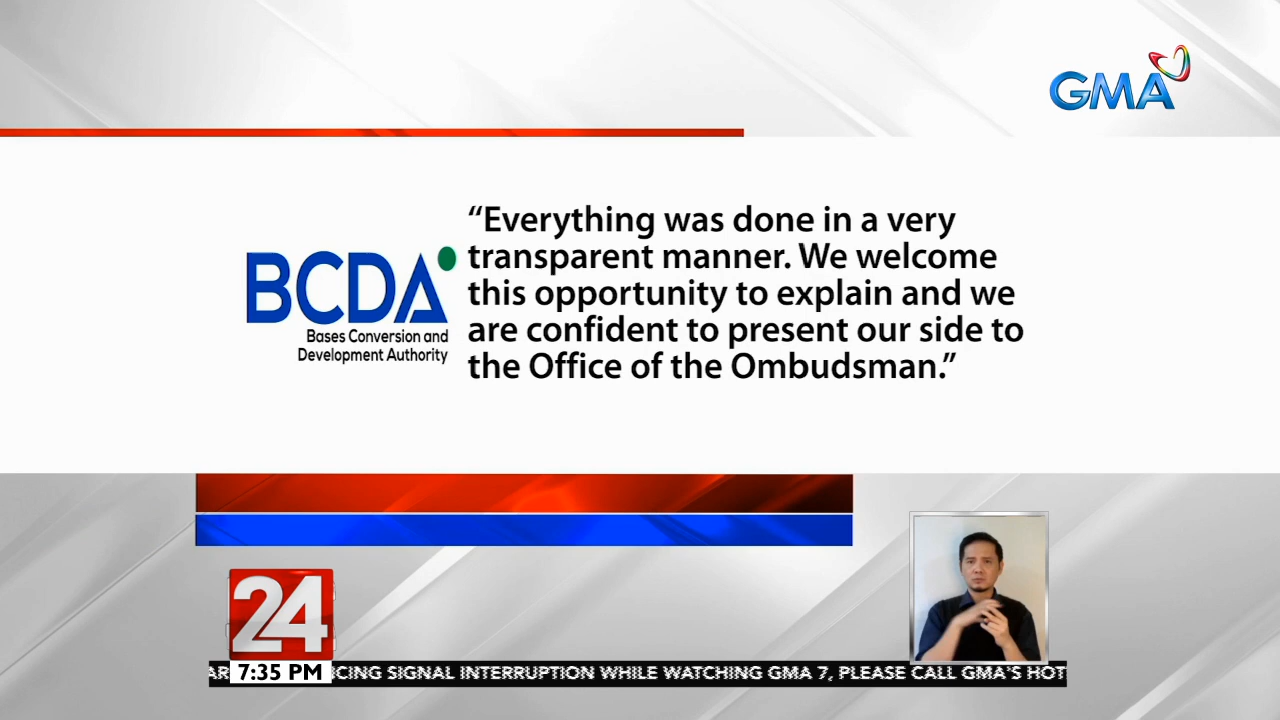 GMA
“Everything was done in a very
transparent manner. We welcome
this opportunity to explain and we
are confident to present our side to
the Office of the Ombudsman.”
BCDA
Bases Conversion and
Development Authority
24
7:35 PM
SIGNAL INTERRUPTION WHILE WATCHING GMA 7, PLEASE CALL GMA'S